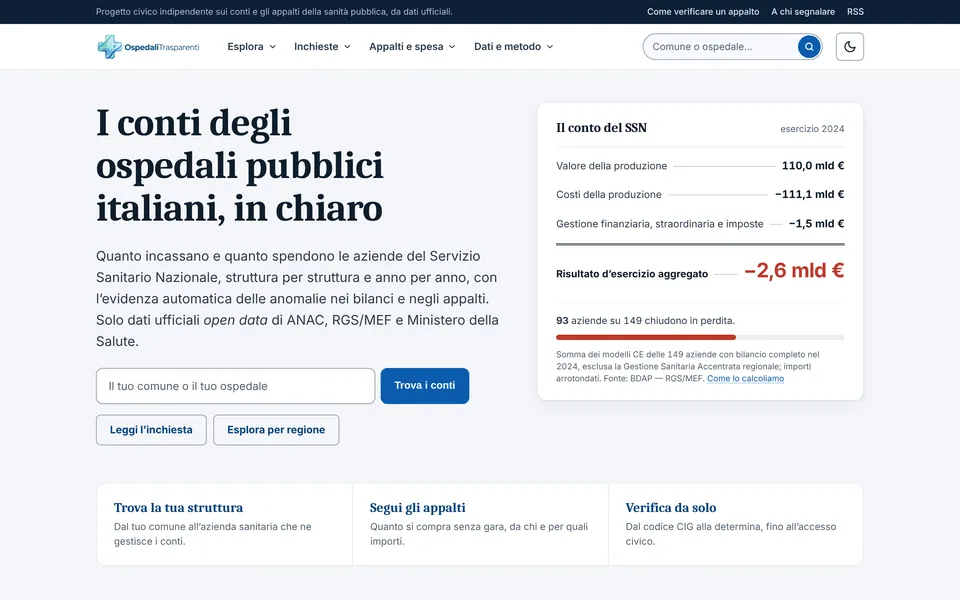 Progetto civico indipendente sui conti e gli appalti della sanità pubblica, da dati ufficiali.
Come verificare un appalto
A chi segnalare
RSS
OspedaliTrasparenti
Esplora
Inchieste
Appalti e spesa
Dati e metodo
Comune o ospedale...
I conti degli
ospedali pubblici
italiani, in chiaro
Quanto incassano e quanto spendono le aziende del Servizio
Sanitario Nazionale, struttura per struttura e anno per anno, con
l'evidenza automatica delle anomalie nei bilanci e negli appalti.
Solo dati ufficiali open data di ANAC, RGS/MEF e Ministero della
Salute.
Il tuo comune o il tuo ospedale
Trova i conti
Leggi l'inchiesta
Esplora per regione
Il conto del SSN
esercizio 2024
Valore della produzione 110,0 mld €
Costi della produzione −111,1 mld €
Gestione finanziaria, straordinaria e imposte −1,5 mld €
Risultato d'esercizio aggregato −2,6 mld €
93 aziende su 149 chiudono in perdita.
Somma dei modelli CE delle 149 aziende con bilancio completo nel
2024, esclusa la Gestione Sanitaria Accentrata regionale; importi
arrotondati. Fonte: BDAP — RGS/MEF. Come lo calcoliamo
Trova la tua struttura
Dal tuo comune all'azienda sanitaria che ne
gestisce i conti.
Segui gli appalti
Quanto si compra senza gara, da chi e per quali
importi.
Verifica da solo
Dal codice CIG alla determina, fino all'accesso
civico.